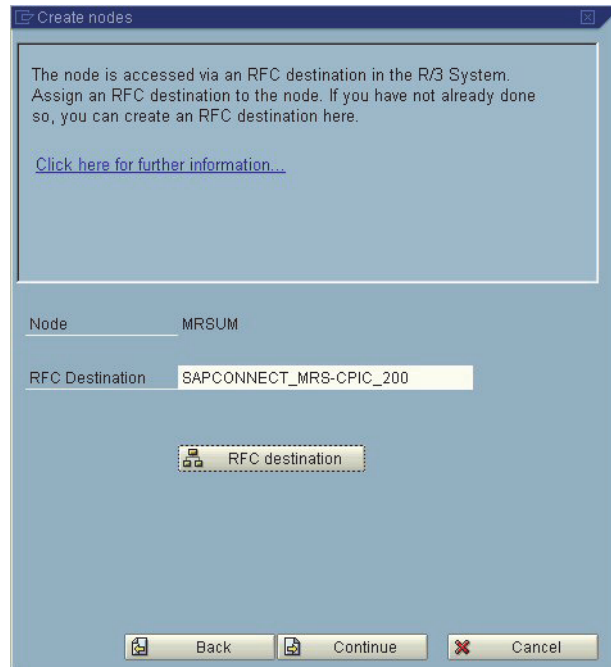 Create nodes
The node is accessed via an RFC destination in the R/3 System.
Assign an RFC destination to the node. If you have not already done
so, you can create an RFC destination here.
Click here for further information...
Node MRSUM
RFC Destination SAPCONNECT_MRS-CPIC_200
RFC destination
Back Continue Cancel